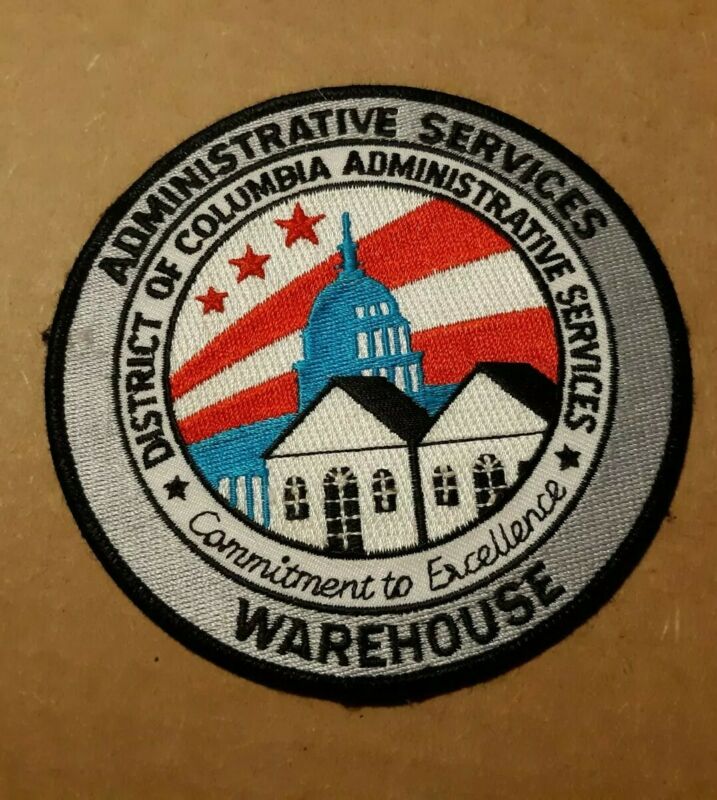 ADMINISTRATIVE SERVICES
DISTRICT OF COLUMBIA ADMINISTRATIVE SERVICES
Commitment to Excellence
WAREHOUSE